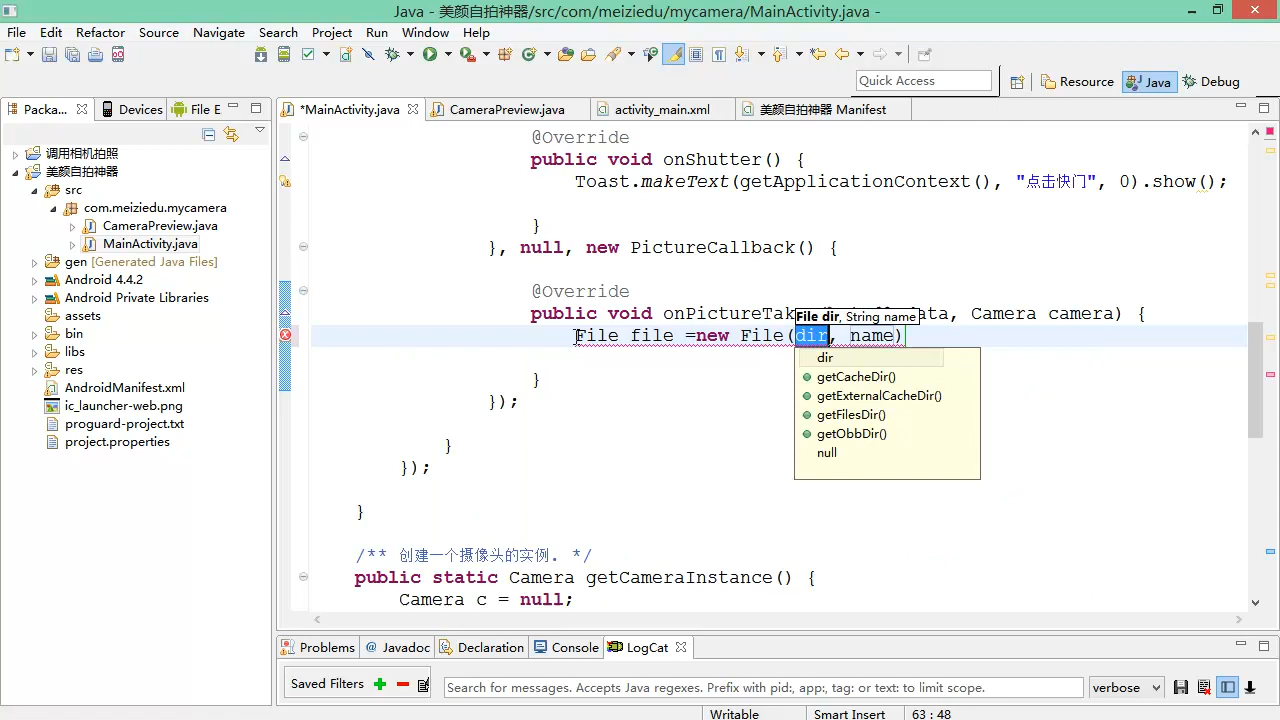 Java - 美颜自拍神器/src/com/meiziedu/mycamera/MainActivity.java -
File Edit Refactor Source Navigate Search Project Run Window Help
Quick Access
Resource Java Debug
Packa... Devices File E
*MainActivity.java CameraPreview.java activity_main.xml 美颜自拍神器 Manifest
调用相机拍照
美颜自拍神器
src
com.meiziedu.mycamera
CameraPreview.java
MainActivity.java
gen [Generated Java Files]
Android 4.4.2
Android Private Libraries
assets
bin
libs
res
AndroidManifest.xml
ic_launcher-web.png
proguard-project.txt
project.properties
@Override
public void onShutter() {
Toast.makeText(getApplicationContext(), "点击快门", 0).show();
}
}, null, new PictureCallback() {
@Override
public void onPictureTak ata, Camera camera) {
File dir, String name
File file =new File(dir, name)
dir
getCacheDir()
getExternalCacheDir()
getFilesDir()
getObbDir()
null
}
});
}
});
}
/** 创建一个摄像头的实例. */
public static Camera getCameraInstance() {
Camera c = null;
Problems Javadoc Declaration Console LogCat
Saved Filters
Search for messages. Accepts Java regexes. Prefix with pid:, app:, tag: or text: to limit scope.
verbose
Writable Smart Insert 63 : 48